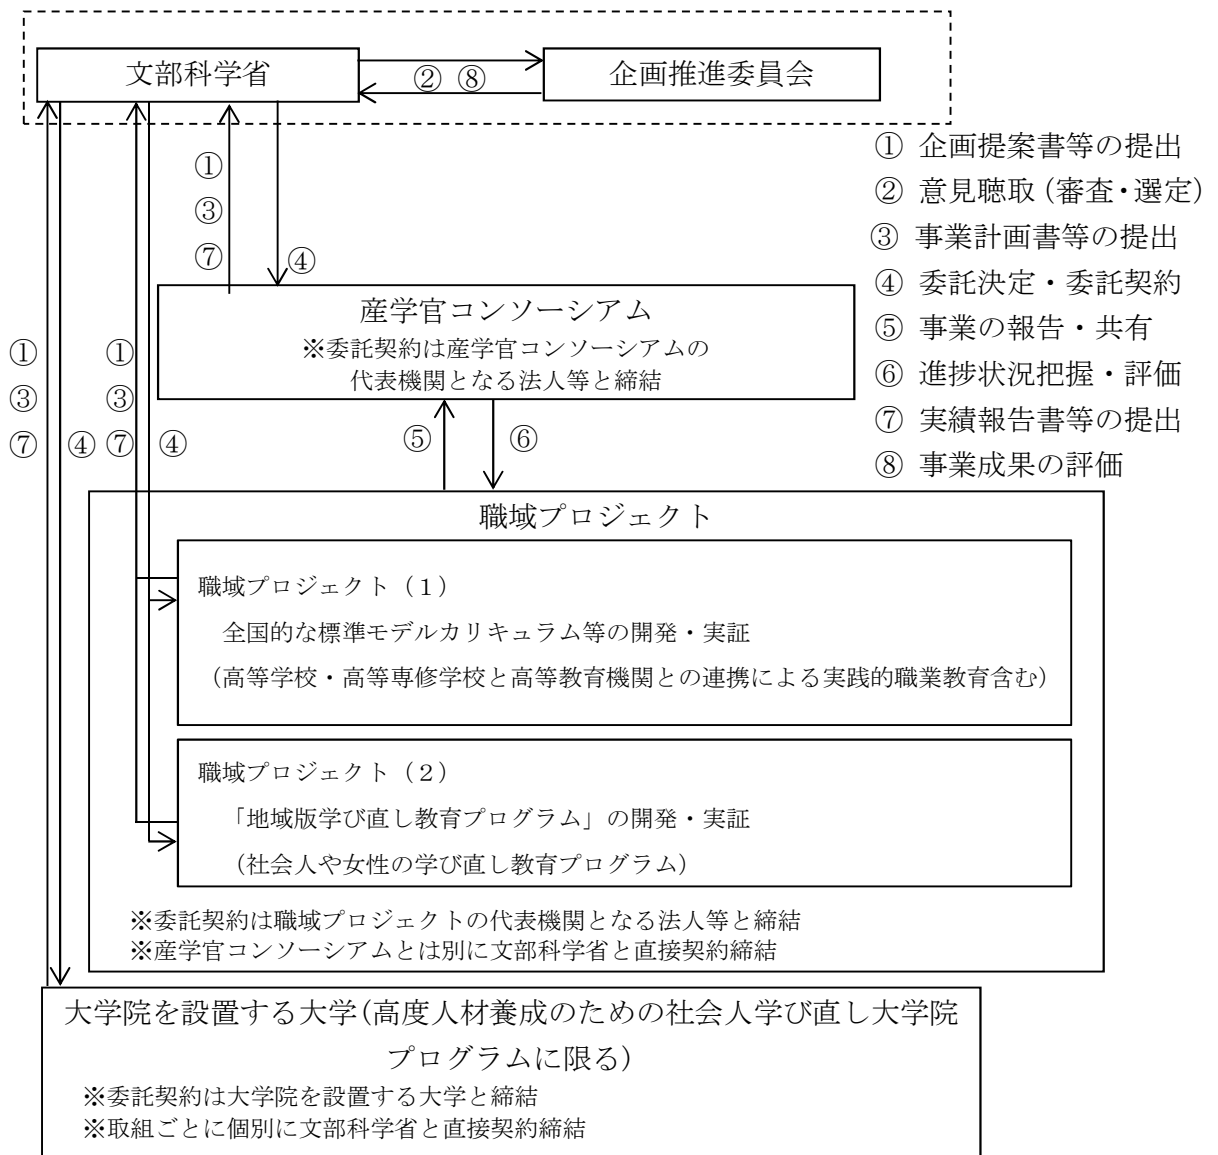 文部科学省
企画推進委員会
② ⑧
① 企画提案書等の提出
② 意見聴取（審査・選定）
③ 事業計画書等の提出
④ 委託決定・委託契約
⑤ 事業の報告・共有
⑥ 進捗状況把握・評価
⑦ 実績報告書等の提出
⑧ 事業成果の評価
①
③
⑦
④
産学官コンソーシアム
※委託契約は産学官コンソーシアムの
代表機関となる法人等と締結
①
③
⑦
④
①
③
⑦
④
⑤
⑥
職域プロジェクト
職域プロジェクト（１）
全国的な標準モデルカリキュラム等の開発・実証
（高等学校・高等専修学校と高等教育機関との連携による実践的職業教育含む）
職域プロジェクト（２）
「地域版学び直し教育プログラム」の開発・実証
（社会人や女性の学び直し教育プログラム）
※委託契約は職域プロジェクトの代表機関となる法人等と締結
※産学官コンソーシアムとは別に文部科学省と直接契約締結
大学院を設置する大学（高度人材養成のための社会人学び直し大学院
プログラムに限る）
※委託契約は大学院を設置する大学と締結
※取組ごとに個別に文部科学省と直接契約締結